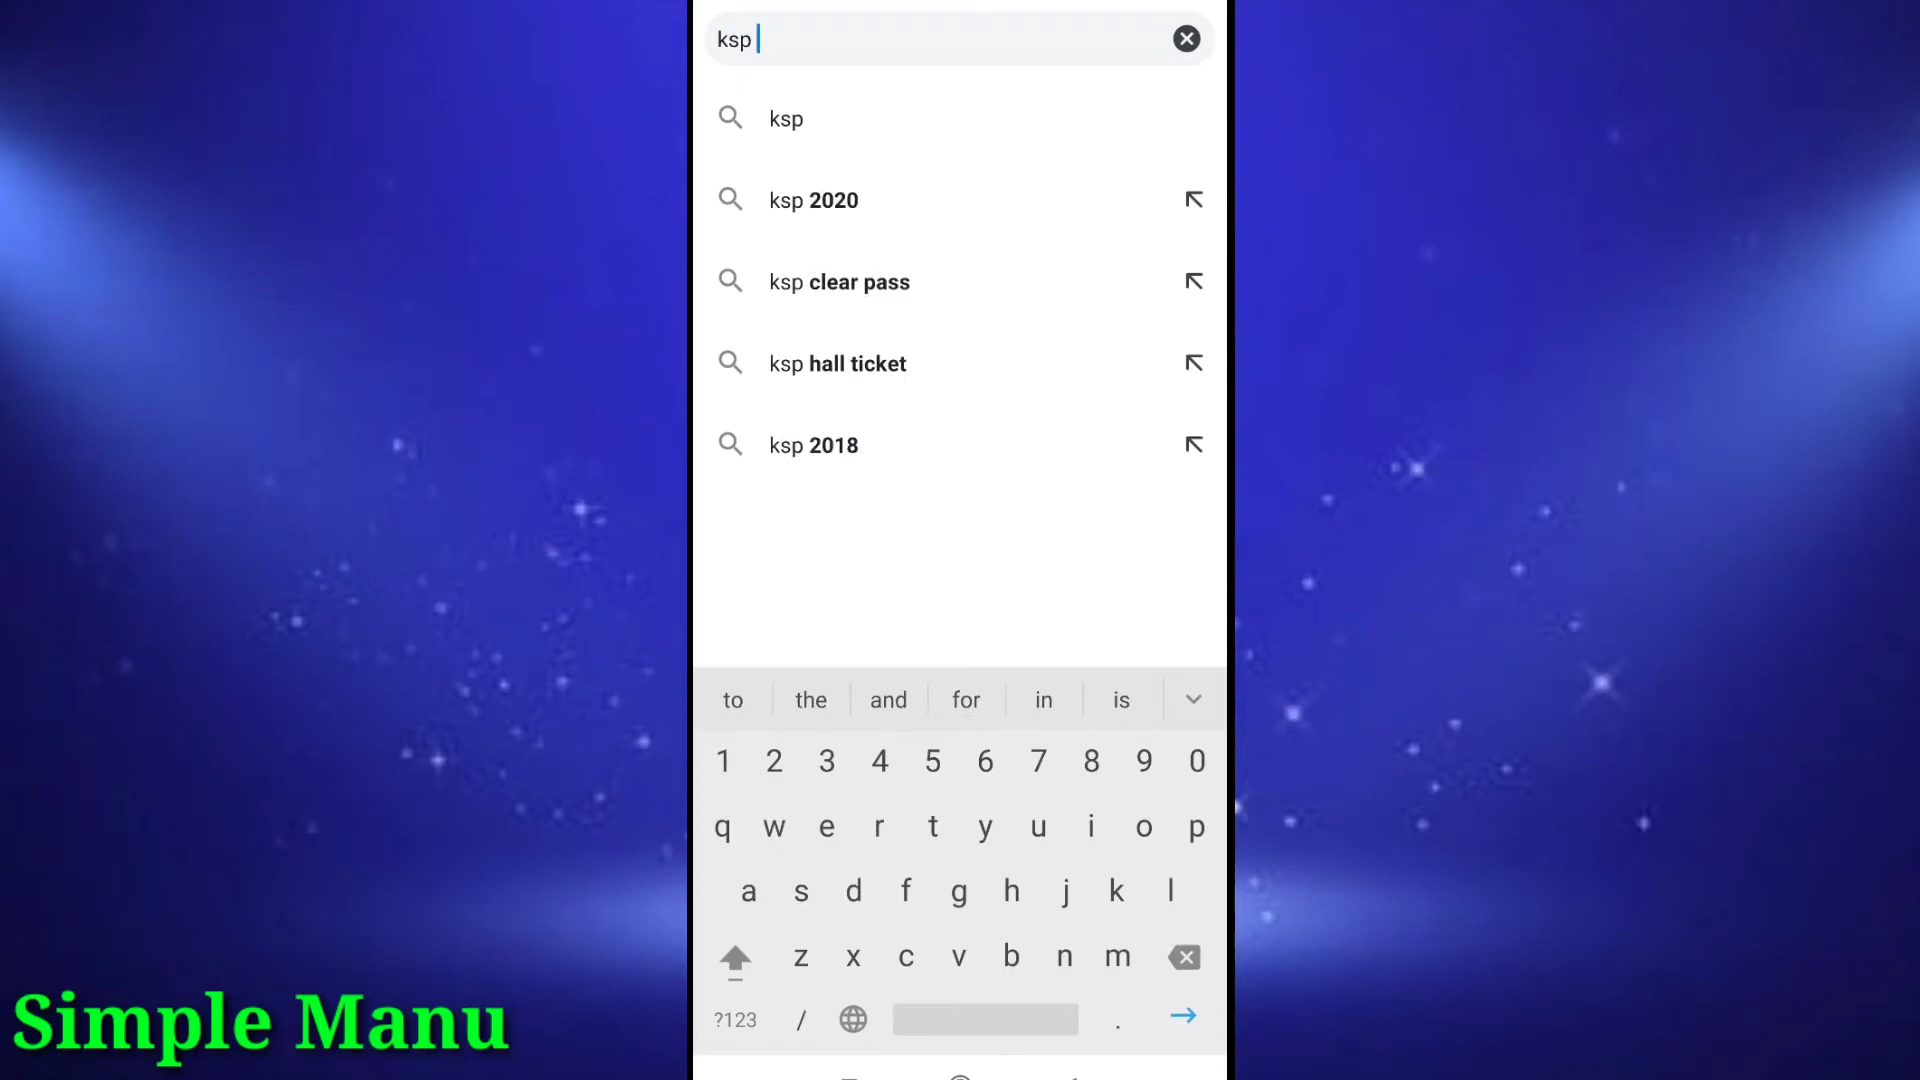 ksp
ksp
ksp 2020
ksp clear pass
ksp hall ticket
ksp 2018
to the and for in is
1 2 3 4 5 6 7 8 9 0
q w e r t y u i o p
a s d f g h j k l
z x c v b n m
?123 / .
Simple Manu